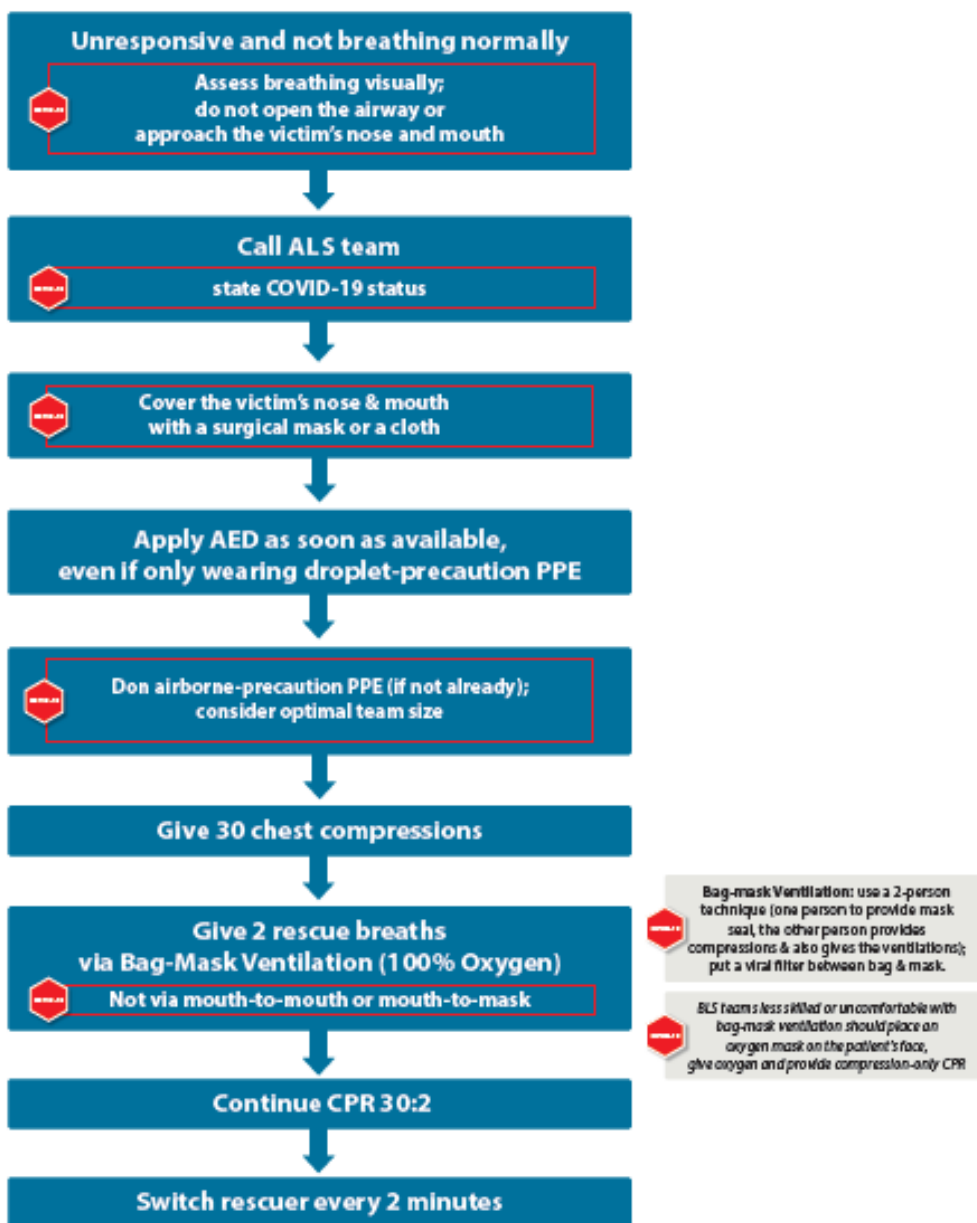 Unresponsive and not breathing normally
Assess breathing visually;
do not open the airway or
approach the victim's nose and mouth
Call ALS team
state COVID-19 status
Cover the victim's nose & mouth
with a surgical mask or a cloth
Apply AED as soon as available,
even if only wearing droplet-precaution PPE
Don airborne-precaution PPE (if not already);
consider optimal team size
Give 30 chest compressions
Give 2 rescue breaths
via Bag-Mask Ventilation (100% Oxygen)
Not via mouth-to-mouth or mouth-to-mask
Bag-mask Ventilation: use a 2-person
technique (one person to provide mask
seal, the other person provides
compressions & also gives the ventilations);
put a viral filter between bag & mask.
BLS teams less skilled or uncomfortable with
bag-mask ventilation should place an
oxygen mask on the patient's face,
give oxygen and provide compression-only CPR
Continue CPR 30:2
Switch rescuer every 2 minutes